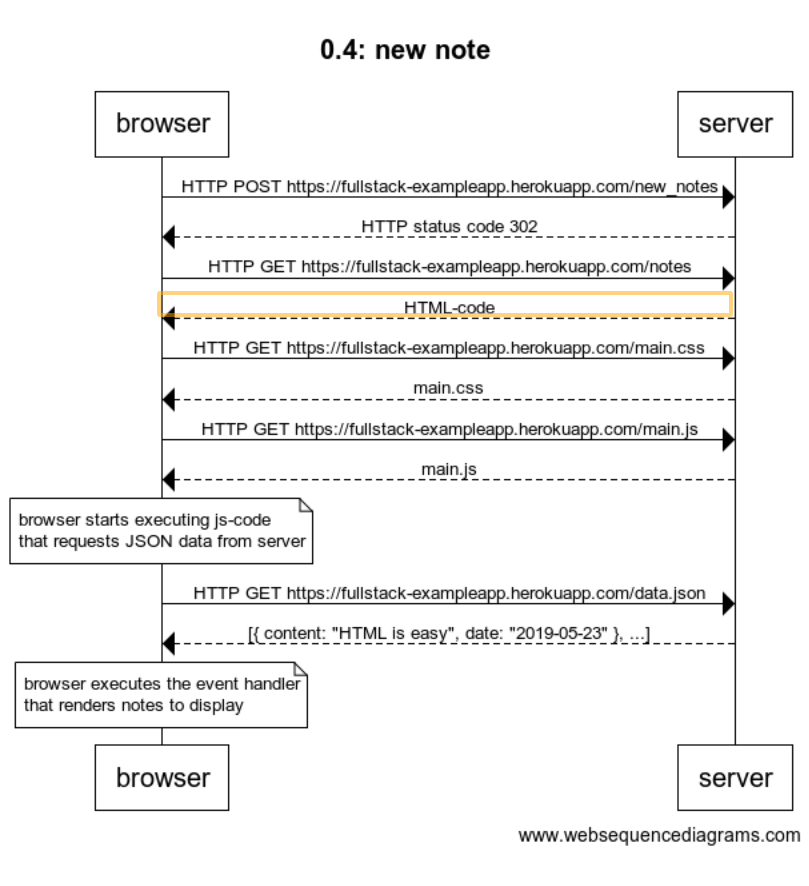 0.4: new note
browser
server
HTTP POST https://fullstack-exampleapp.herokuapp.com/new_notes
HTTP status code 302
HTTP GET https://fullstack-exampleapp.herokuapp.com/notes
HTML-code
HTTP GET https://fullstack-exampleapp.herokuapp.com/main.css
main.css
HTTP GET https://fullstack-exampleapp.herokuapp.com/main.js
main.js
browser starts executing js-code
that requests JSON data from server
HTTP GET https://fullstack-exampleapp.herokuapp.com/data.json
[{ content: "HTML is easy", date: "2019-05-23" }, ...]
browser executes the event handler
that renders notes to display
browser
server
www.websequencediagrams.com